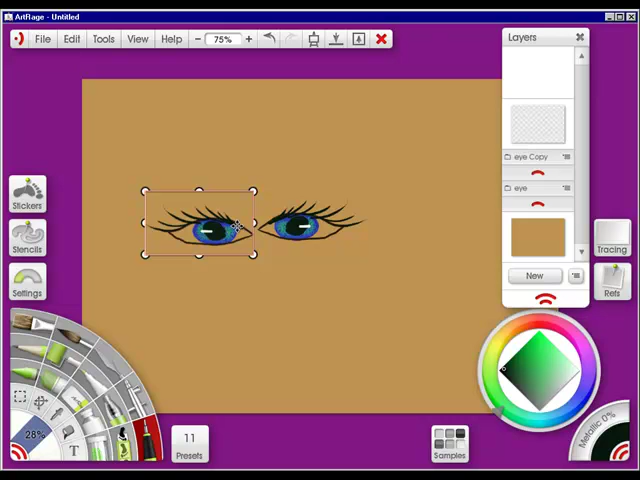 ArtRage - Untitled
File Edit Tools View Help - 75% +
Layers
eye Copy
eye
New
Stickers
Stencils
Settings
Tracing
Refs
28%
T
11
Presets
Samples
Metallic 0%